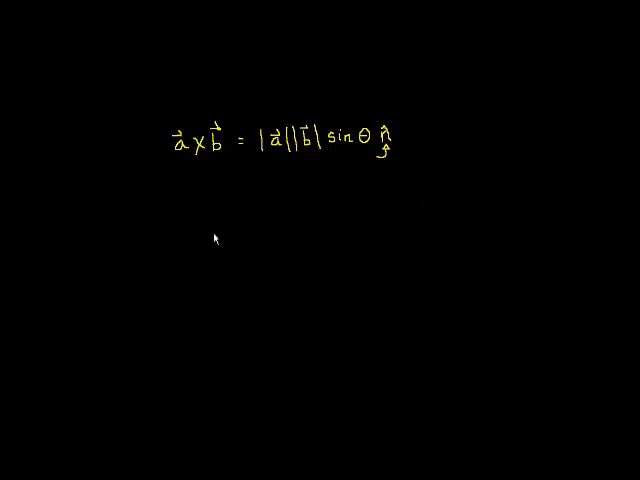 a⃗ × b⃗ = |a⃗||b⃗| sin θ n̂